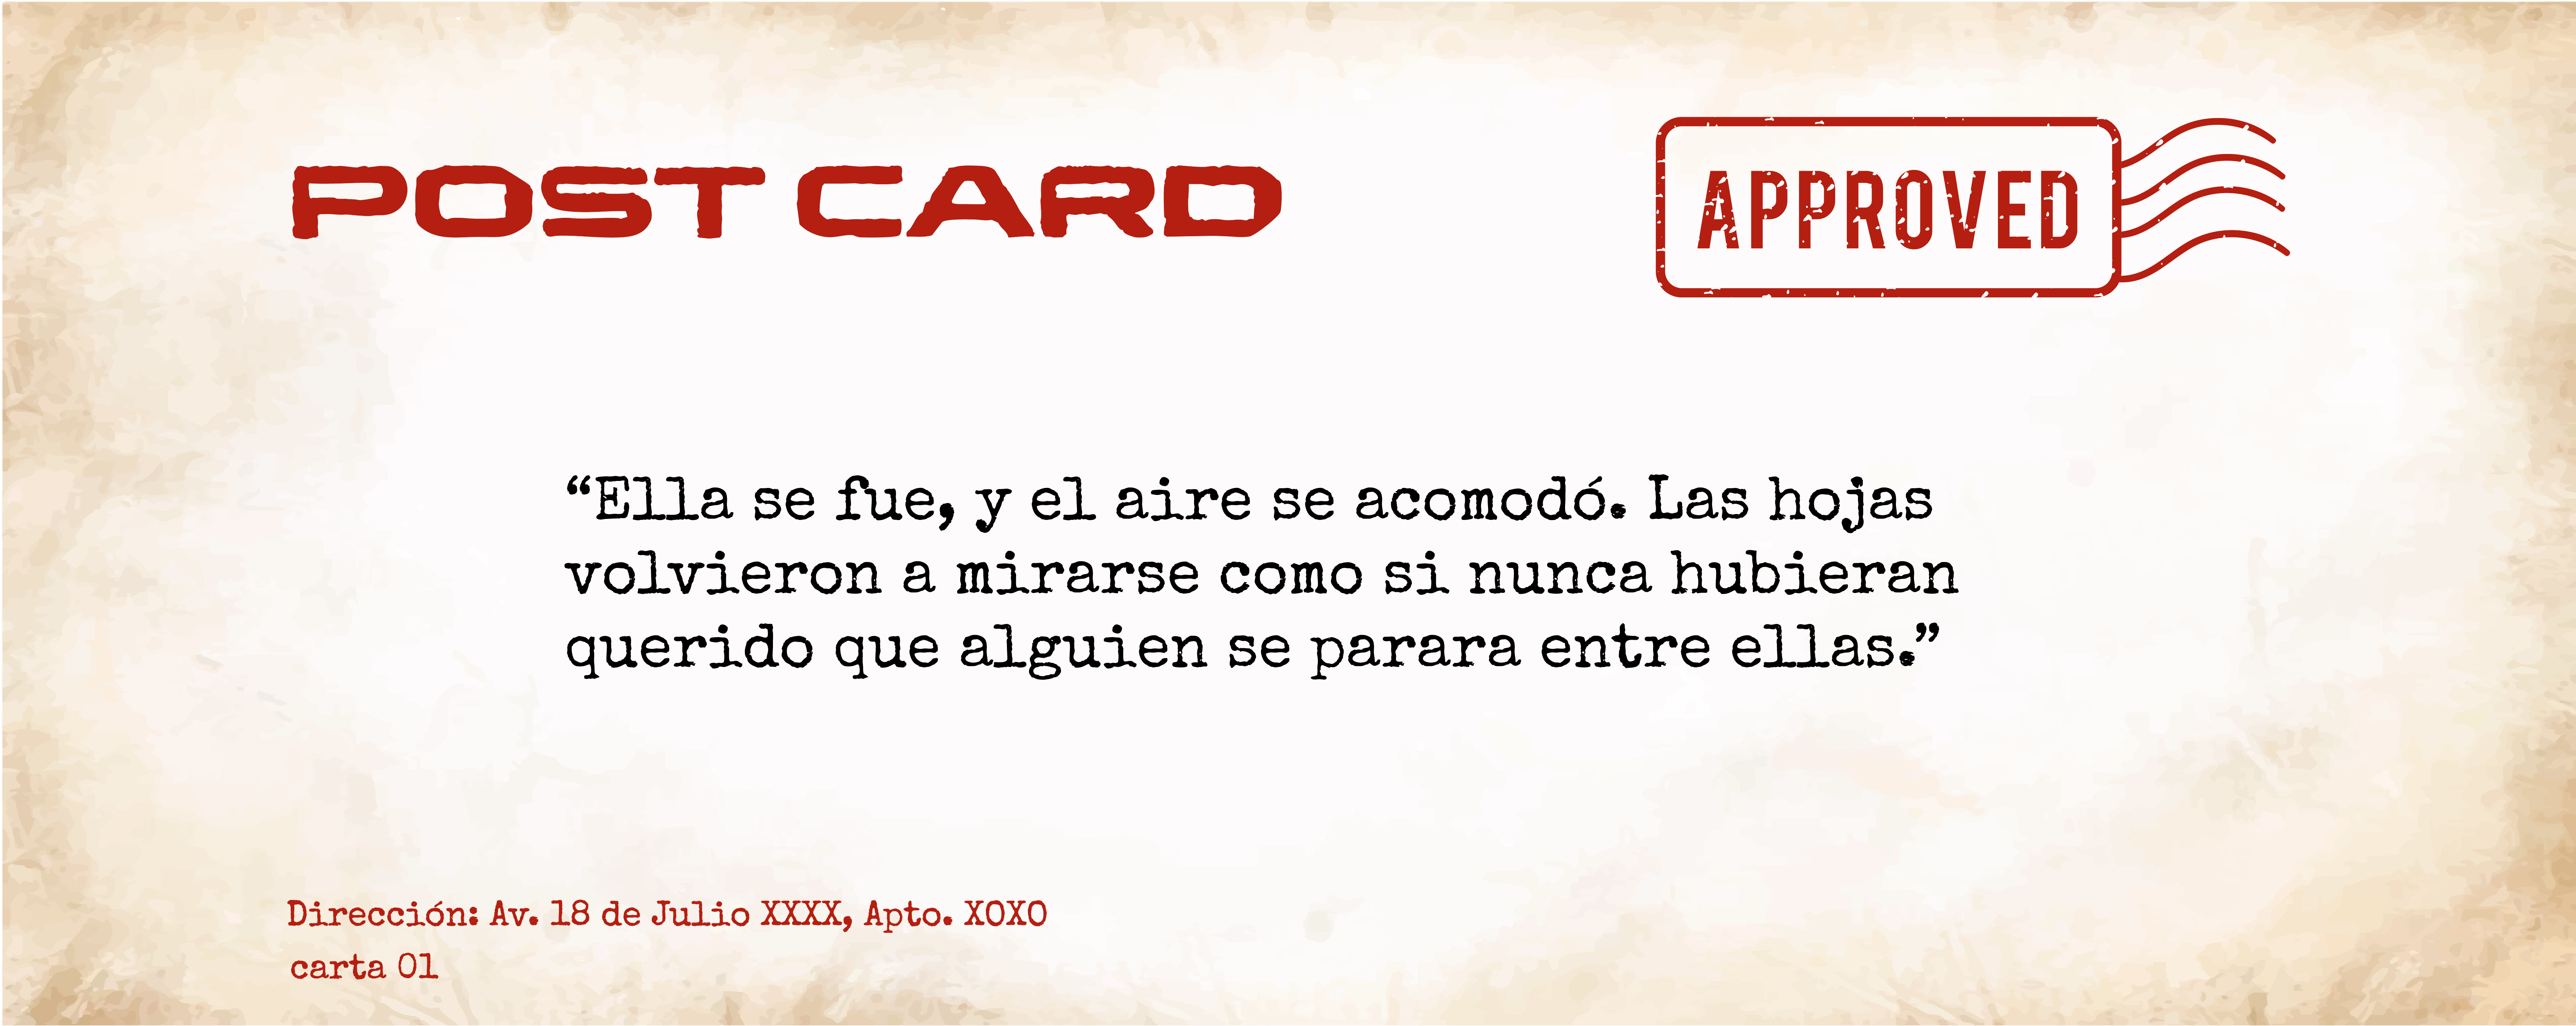 POST CARD
APPROVED
“Ella se fue, y el aire se acomodó. Las hojas
volvieron a mirarse como si nunca hubieran
querido que alguien se parara entre ellas.”
Dirección: Av. 18 de Julio XXXX, Apto. XOXO
carta 01